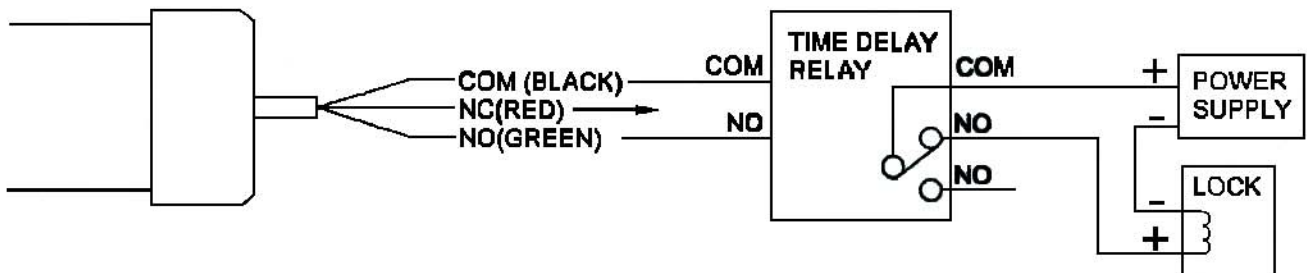 COM (BLACK)
NC(RED)
NO(GREEN)
COM
NO
TIME DELAY
RELAY
COM
NO
NO
+
-
POWER
SUPPLY
-
+
LOCK